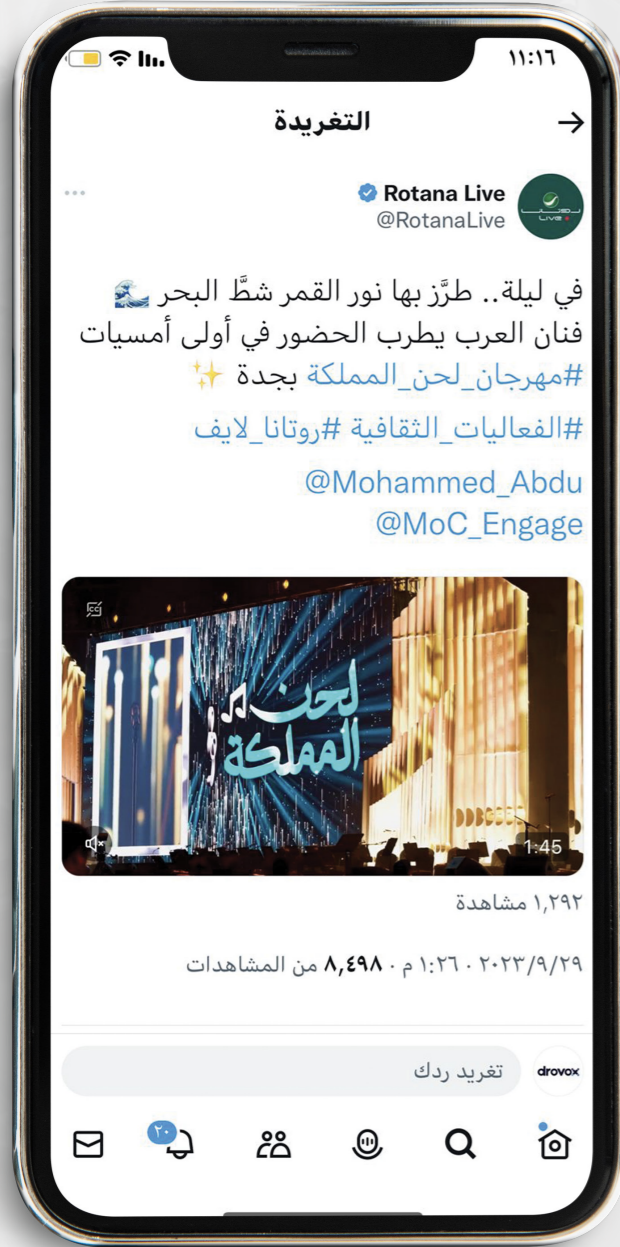 ١١:١٦
التغريدة
Rotana Live
@RotanaLive
روتانا
LIVE
في ليلة.. طرَّز بها نور القمر شطَّ البحر 🌊
فنان العرب يطرب الحضور في أولى أمسيات
#مهرجان_لحن_المملكة بجدة ✨
#الفعاليات_الثقافية #روتانا_لايف
@Mohammed_Abdu
@MoC_Engage
لحن
المملكة
1:45
١,٢٩٢ مشاهدة
٢٠٢٣/٩/٢٩ · ١:٢٦ م · ٨,٤٩٨ من المشاهدات
drovox
تغريد ردك
٢٠